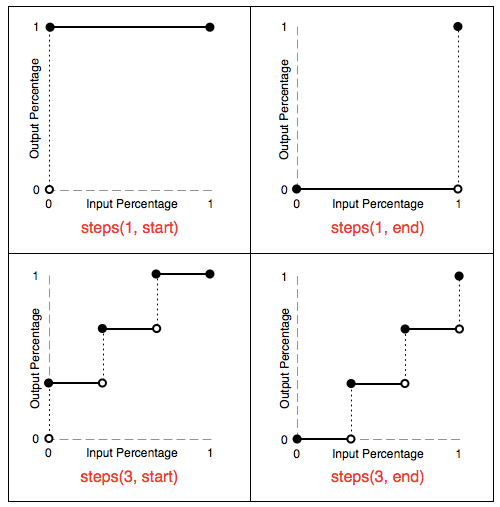 1
Output Percentage
0
0 Input Percentage 1
steps(1, start)
1
Output Percentage
0
0 Input Percentage 1
steps(1, end)
1
Output Percentage
0
0 Input Percentage 1
steps(3, start)
1
Output Percentage
0
0 Input Percentage 1
steps(3, end)